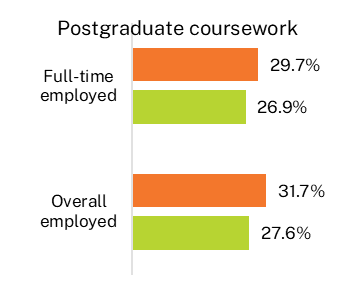 Postgraduate coursework
Full-time
employed
29.7%
26.9%
Overall
employed
31.7%
27.6%